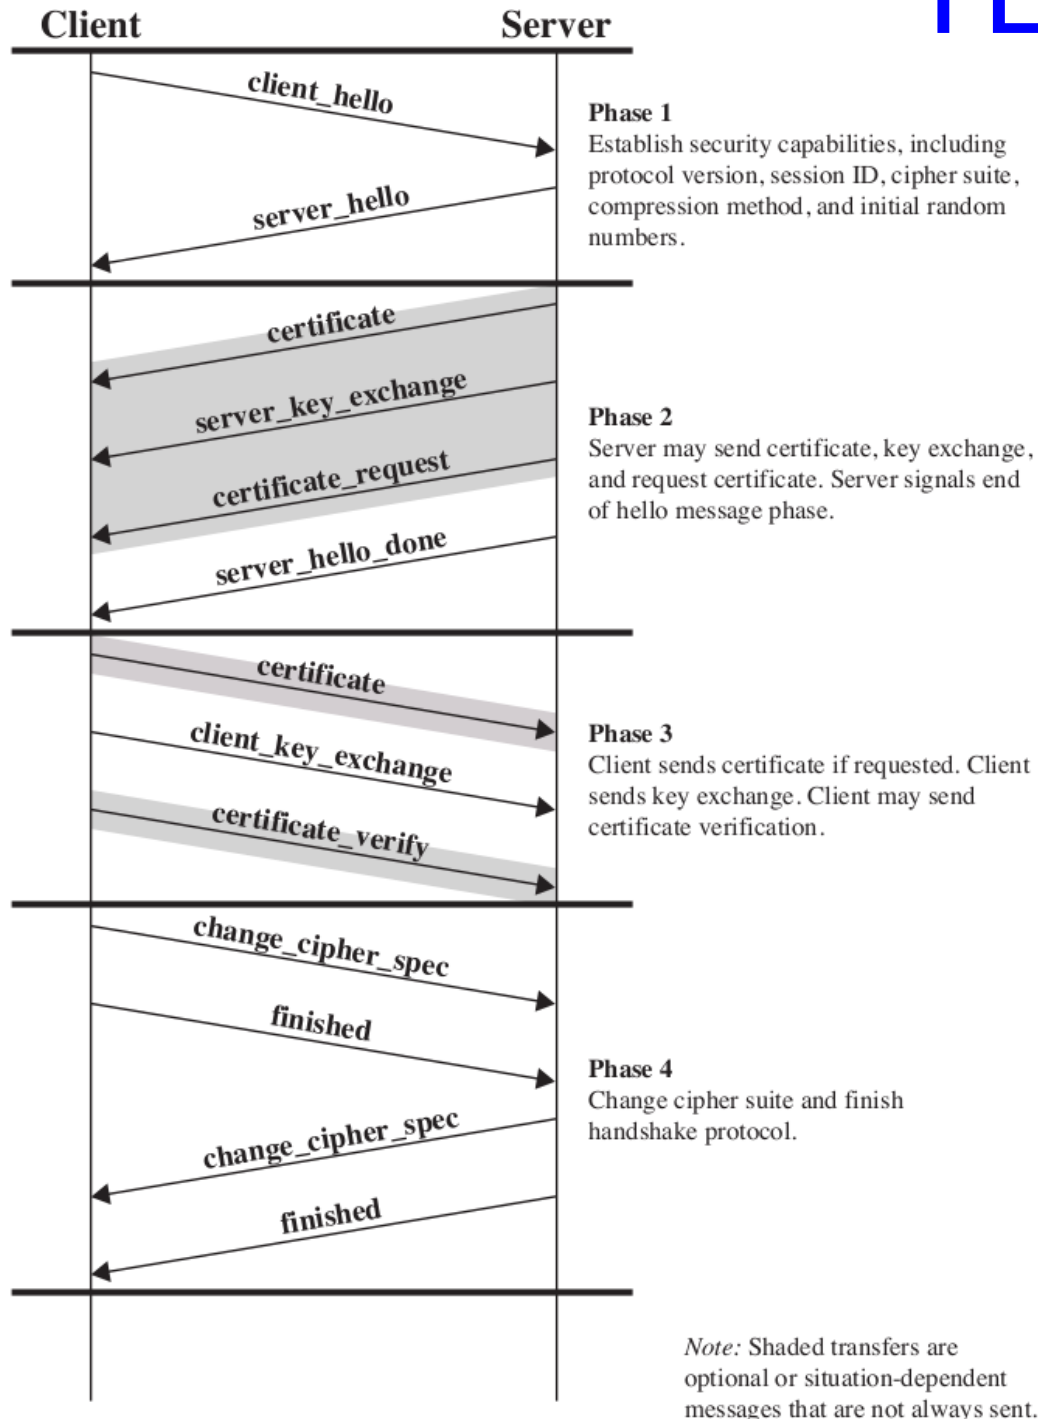 Client
Server
client_hello
server_hello
Phase 1
Establish security capabilities, including
protocol version, session ID, cipher suite,
compression method, and initial random
numbers.
certificate
server_key_exchange
certificate_request
server_hello_done
Phase 2
Server may send certificate, key exchange,
and request certificate. Server signals end
of hello message phase.
certificate
client_key_exchange
certificate_verify
Phase 3
Client sends certificate if requested. Client
sends key exchange. Client may send
certificate verification.
change_cipher_spec
finished
change_cipher_spec
finished
Phase 4
Change cipher suite and finish
handshake protocol.
Note: Shaded transfers are
optional or situation-dependent
messages that are not always sent.